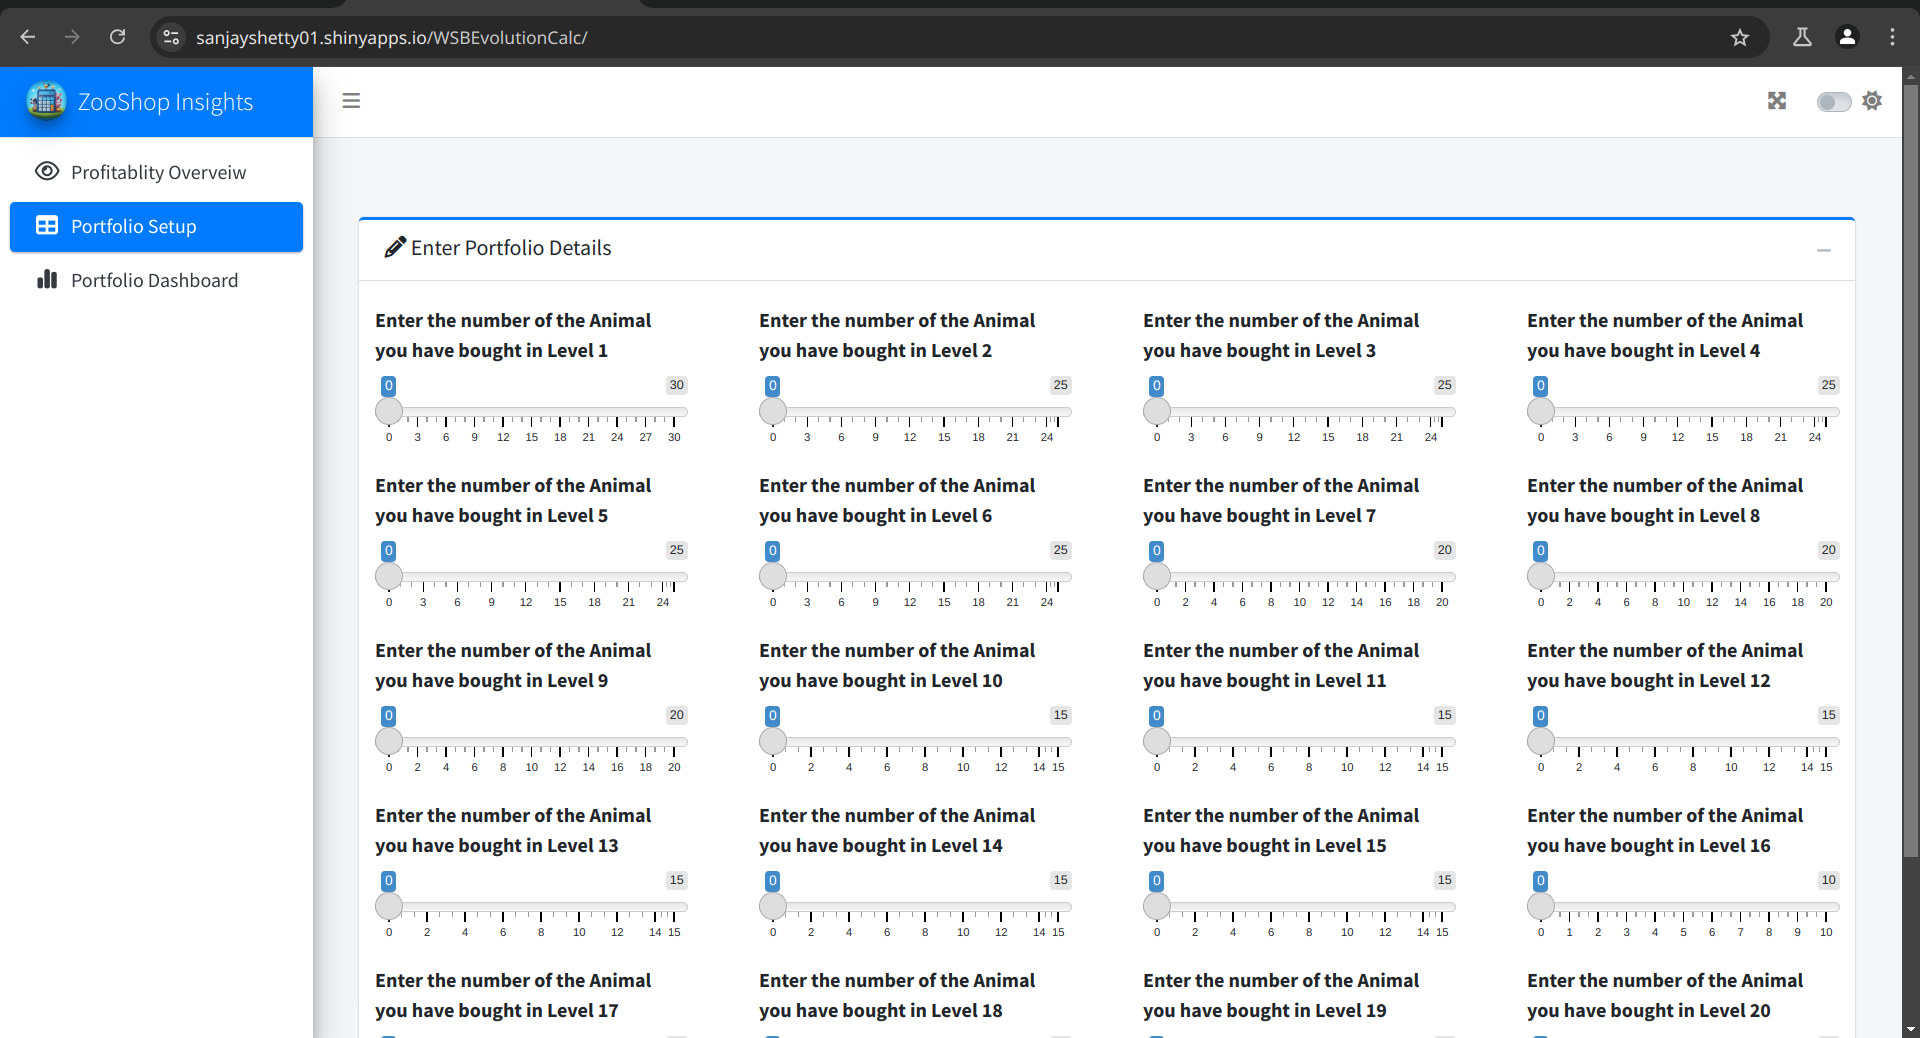 sanjayshetty01.shinyapps.io/WSBEvolutionCalc/
ZooShop Insights
Profitablity Overveiw
Portfolio Setup
Portfolio Dashboard
Enter Portfolio Details
Enter the number of the Animal
you have bought in Level 1
0 30
0 3 6 9 12 15 18 21 24 27 30
Enter the number of the Animal
you have bought in Level 2
0 25
0 3 6 9 12 15 18 21 24
Enter the number of the Animal
you have bought in Level 3
0 25
0 3 6 9 12 15 18 21 24
Enter the number of the Animal
you have bought in Level 4
0 25
0 3 6 9 12 15 18 21 24
Enter the number of the Animal
you have bought in Level 5
0 25
0 3 6 9 12 15 18 21 24
Enter the number of the Animal
you have bought in Level 6
0 25
0 3 6 9 12 15 18 21 24
Enter the number of the Animal
you have bought in Level 7
0 20
0 2 4 6 8 10 12 14 16 18 20
Enter the number of the Animal
you have bought in Level 8
0 20
0 2 4 6 8 10 12 14 16 18 20
Enter the number of the Animal
you have bought in Level 9
0 20
0 2 4 6 8 10 12 14 16 18 20
Enter the number of the Animal
you have bought in Level 10
0 15
0 2 4 6 8 10 12 14 15
Enter the number of the Animal
you have bought in Level 11
0 15
0 2 4 6 8 10 12 14 15
Enter the number of the Animal
you have bought in Level 12
0 15
0 2 4 6 8 10 12 14 15
Enter the number of the Animal
you have bought in Level 13
0 15
0 2 4 6 8 10 12 14 15
Enter the number of the Animal
you have bought in Level 14
0 15
0 2 4 6 8 10 12 14 15
Enter the number of the Animal
you have bought in Level 15
0 15
0 2 4 6 8 10 12 14 15
Enter the number of the Animal
you have bought in Level 16
0 10
0 1 2 3 4 5 6 7 8 9 10
Enter the number of the Animal
you have bought in Level 17
Enter the number of the Animal
you have bought in Level 18
Enter the number of the Animal
you have bought in Level 19
Enter the number of the Animal
you have bought in Level 20